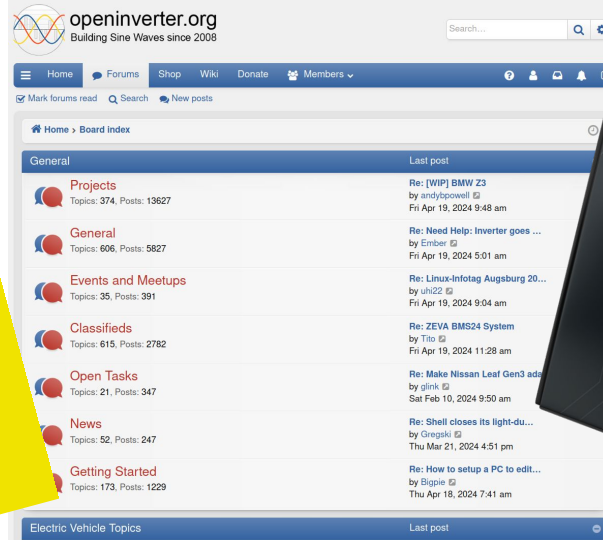 openinverter.org
Building Sine Waves since 2008
Search...
Home Forums Shop Wiki Donate Members
Mark forums read Search New posts
Home > Board index
General Last post
Projects
Topics: 374, Posts: 13627
Re: [WIP] BMW Z3
by andybpowell
Fri Apr 19, 2024 9:48 am
General
Topics: 606, Posts: 5827
Re: Need Help: Inverter goes ...
by Ember
Fri Apr 19, 2024 5:01 am
Events and Meetups
Topics: 35, Posts: 391
Re: Linux-Infotag Augsburg 20...
by uhi22
Fri Apr 19, 2024 9:04 am
Classifieds
Topics: 615, Posts: 2782
Re: ZEVA BMS24 System
by Tito
Fri Apr 19, 2024 11:28 am
Open Tasks
Topics: 21, Posts: 347
Re: Make Nissan Leaf Gen3 ada
by glink
Sat Feb 10, 2024 9:50 am
News
Topics: 52, Posts: 247
Re: Shell closes its light-du...
by Gregski
Thu Mar 21, 2024 4:51 pm
Getting Started
Topics: 173, Posts: 1229
Re: How to setup a PC to edit...
by Bigpie
Thu Apr 18, 2024 7:41 am
Electric Vehicle Topics Last post